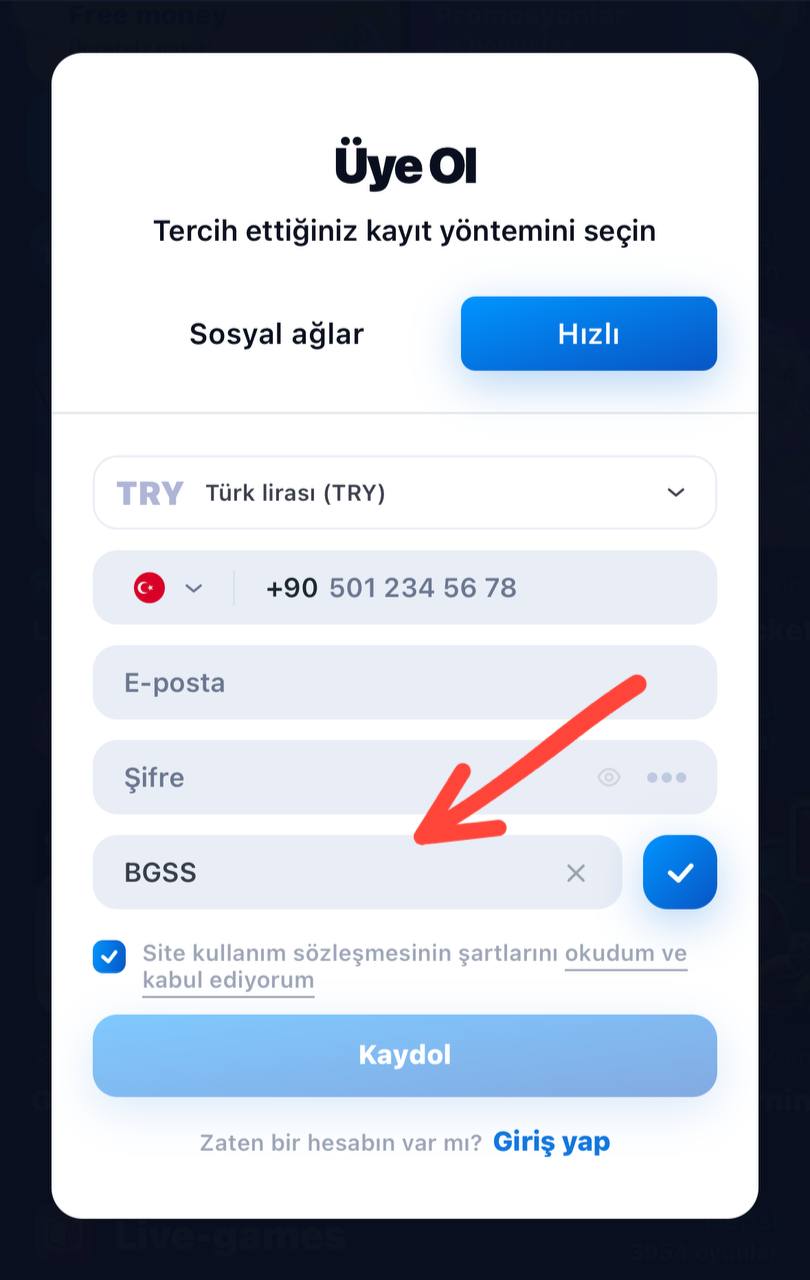 Free money
Promosyonlar
Üye Ol
Tercih ettiğiniz kayıt yöntemini seçin
Sosyal ağlar
Hızlı
TRY Türk lirası (TRY)
+90 501 234 56 78
E-posta
Şifre
BGSS
Site kullanım sözleşmesinin şartlarını okudum ve
kabul ediyorum
Kaydol
Zaten bir hesabın var mı? Giriş yap
Live-games